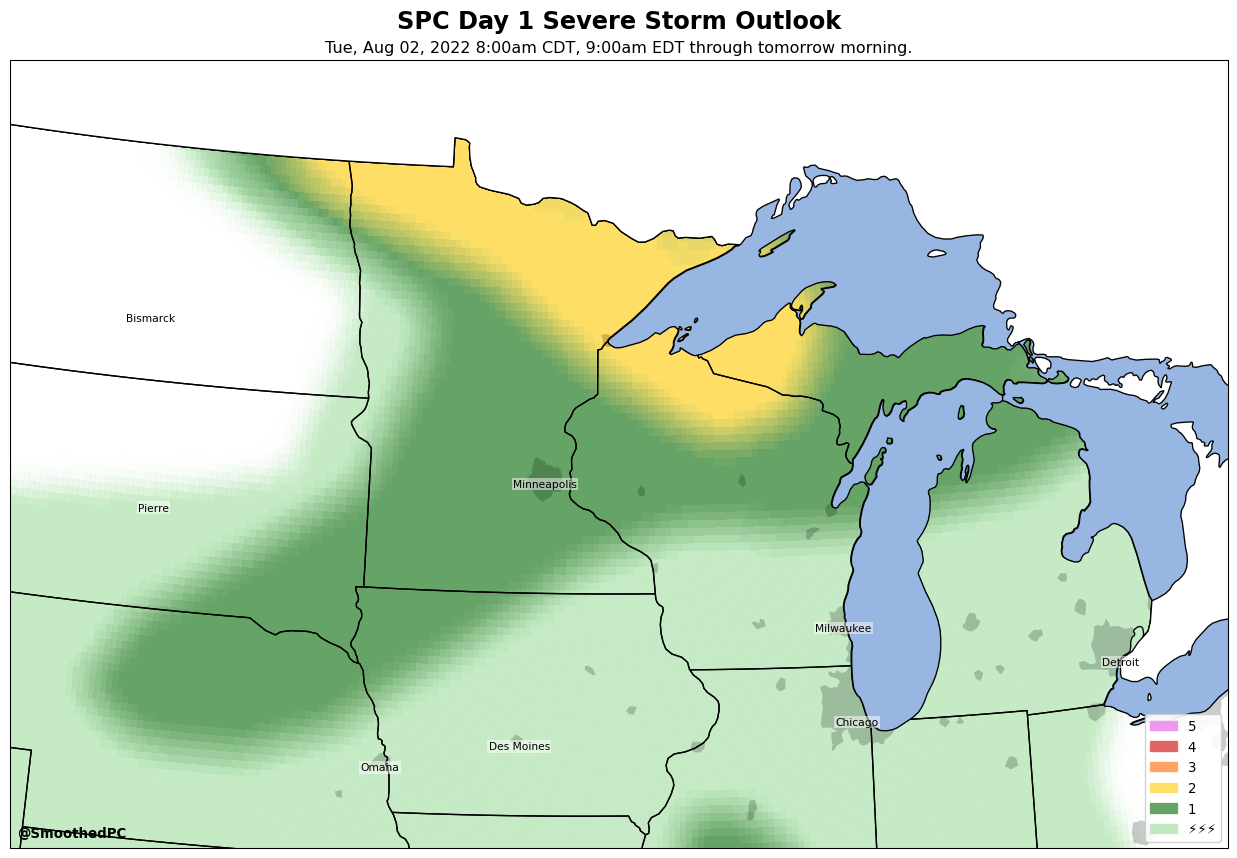 SPC Day 1 Severe Storm Outlook
Tue, Aug 02, 2022 8:00am CDT, 9:00am EDT through tomorrow morning.
Bismarck
Minneapolis
Pierre
Milwaukee
Detroit
Chicago
Des Moines
Omaha
5
4
3
2
1
⚡⚡⚡
@SmoothedPC